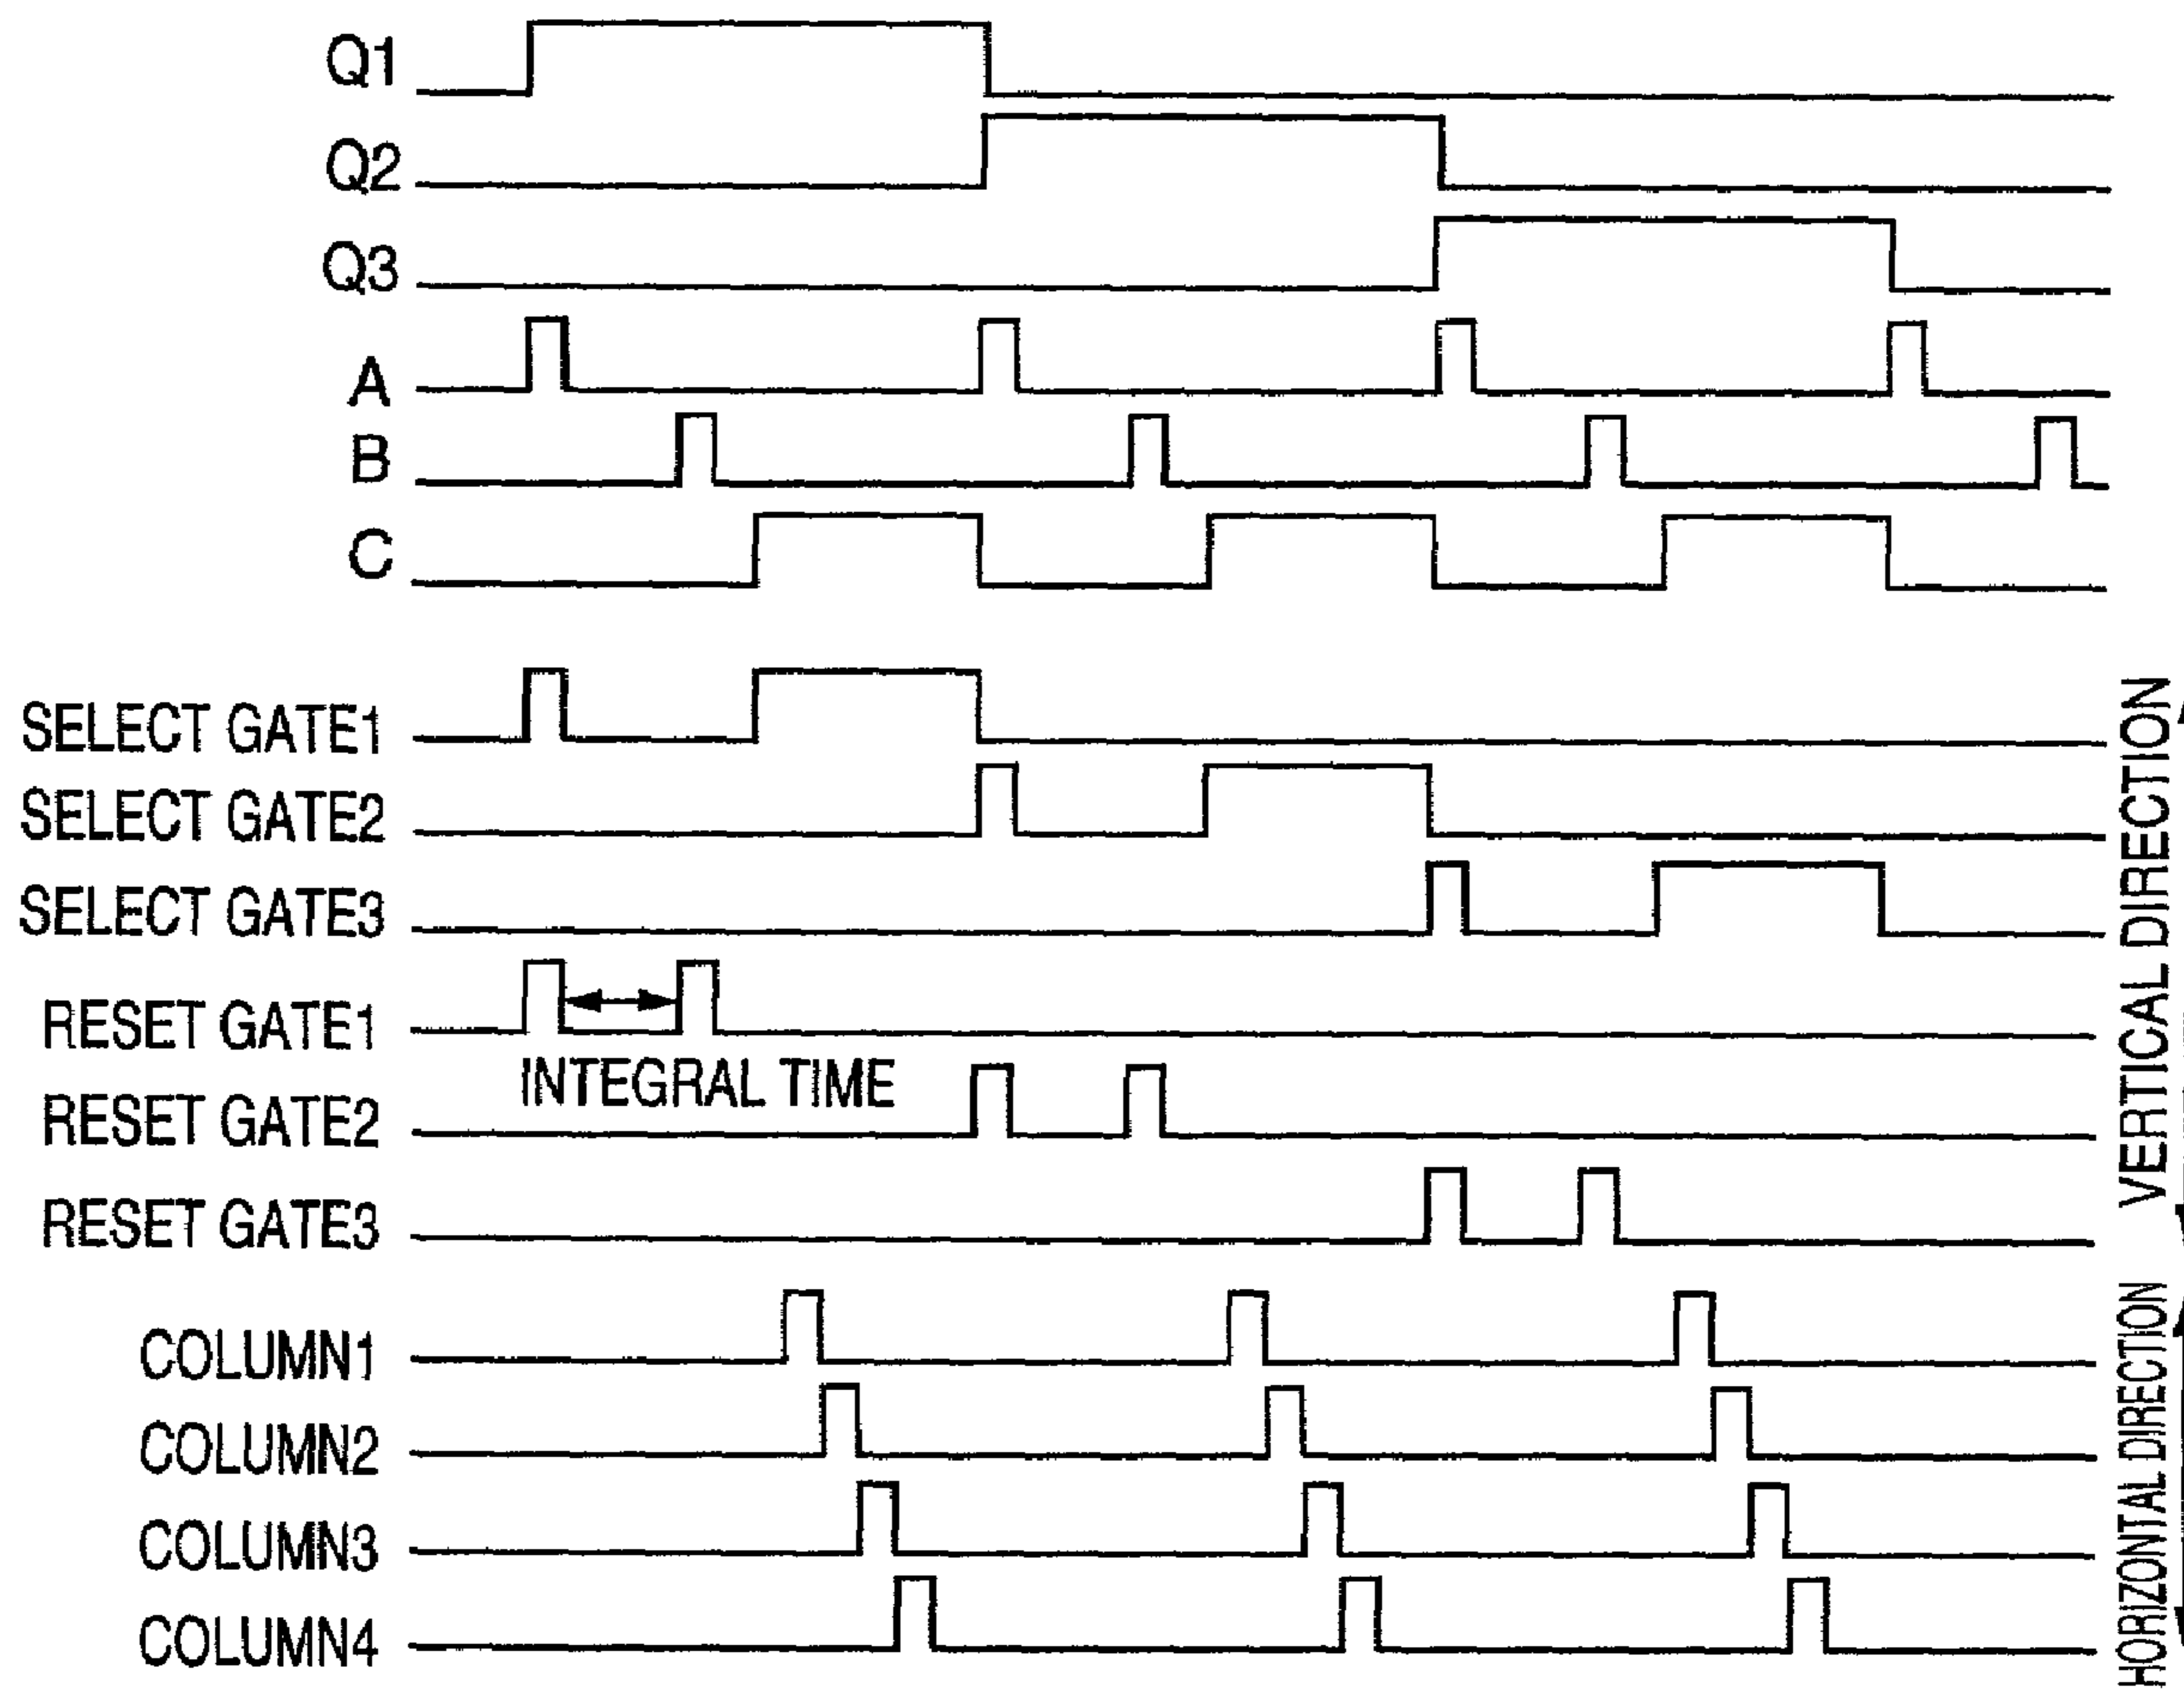 Q1
Q2
Q3
A
B
C
SELECT GATE1
SELECT GATE2
SELECT GATE3
RESET GATE1
INTEGRAL TIME
RESET GATE2
RESET GATE3
COLUMN1
COLUMN2
COLUMN3
COLUMN4
VERTICAL DIRECTION
HORIZONTAL DIRECTION